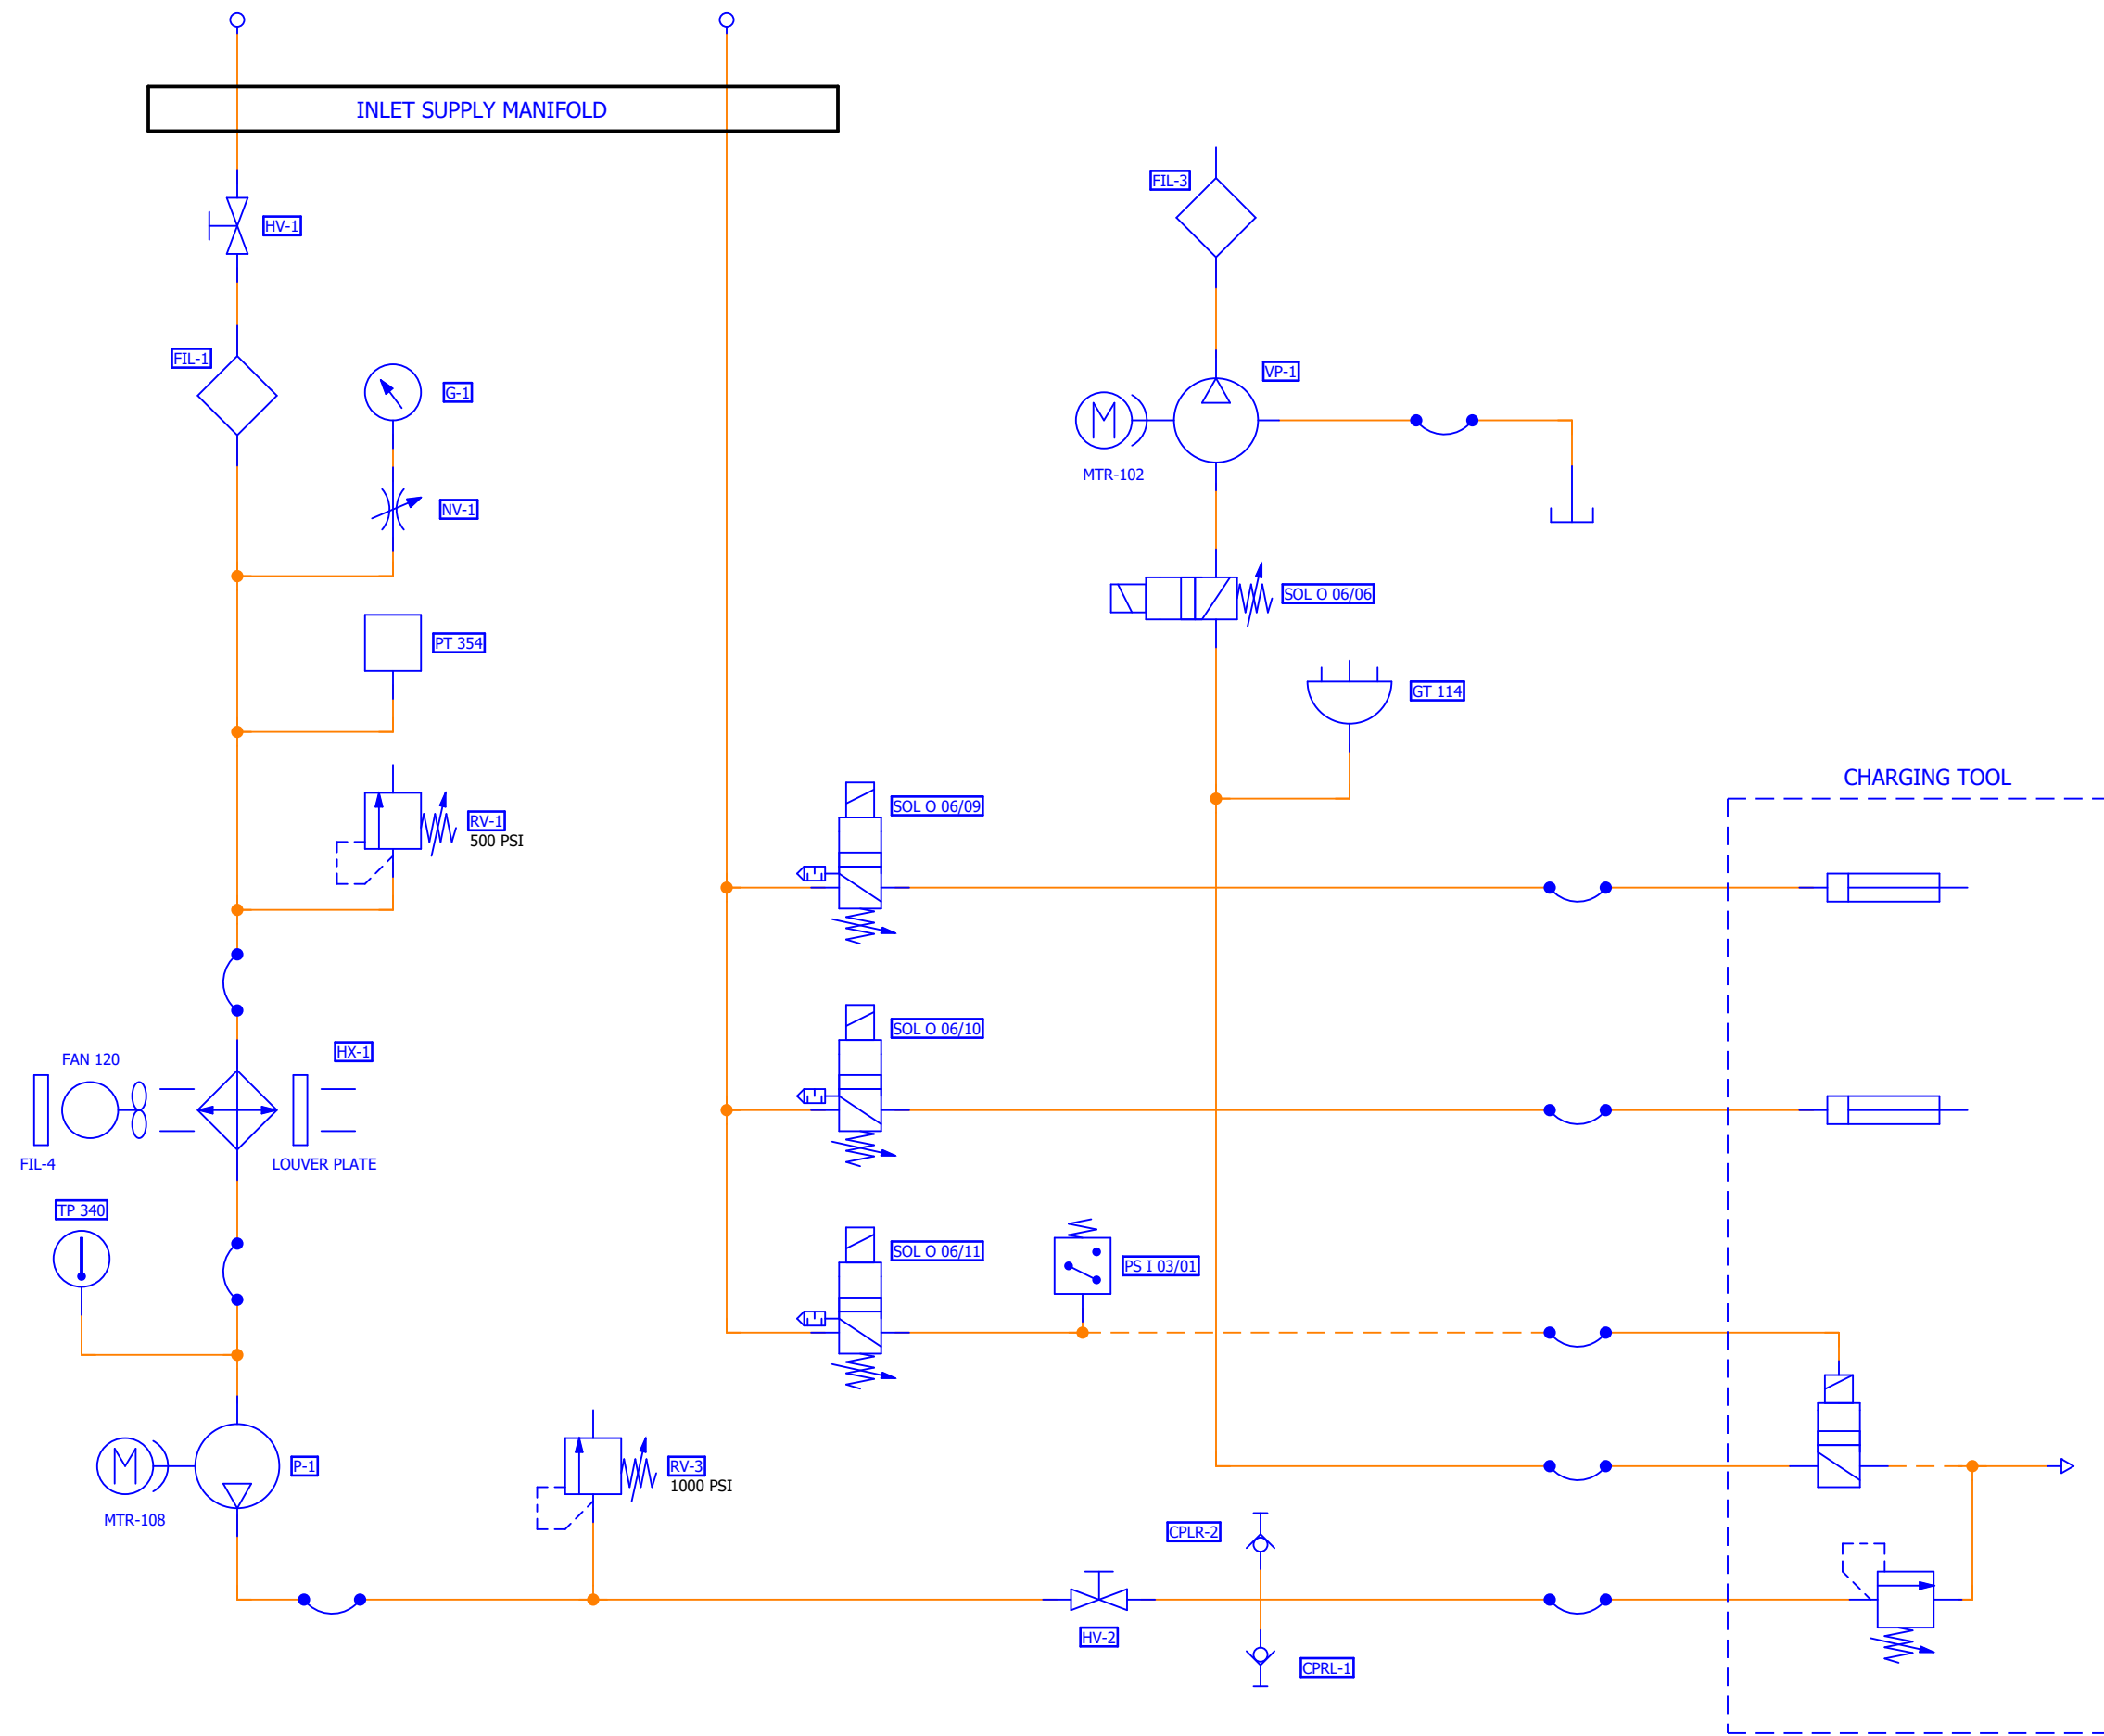 INLET SUPPLY MANIFOLD
FIL-3
HV-1
FIL-1
G-1
VP-1
M
MTR-102
NV-1
SOL O 06/06
PT 354
GT 114
CHARGING TOOL
SOL O 06/09
RV-1
500 PSI
SOL O 06/10
HX-1
FAN 120
FIL-4
LOUVER PLATE
TP 340
SOL O 06/11
PS I 03/01
M
P-1
RV-3
1000 PSI
MTR-108
CPLR-2
HV-2
CPRL-1